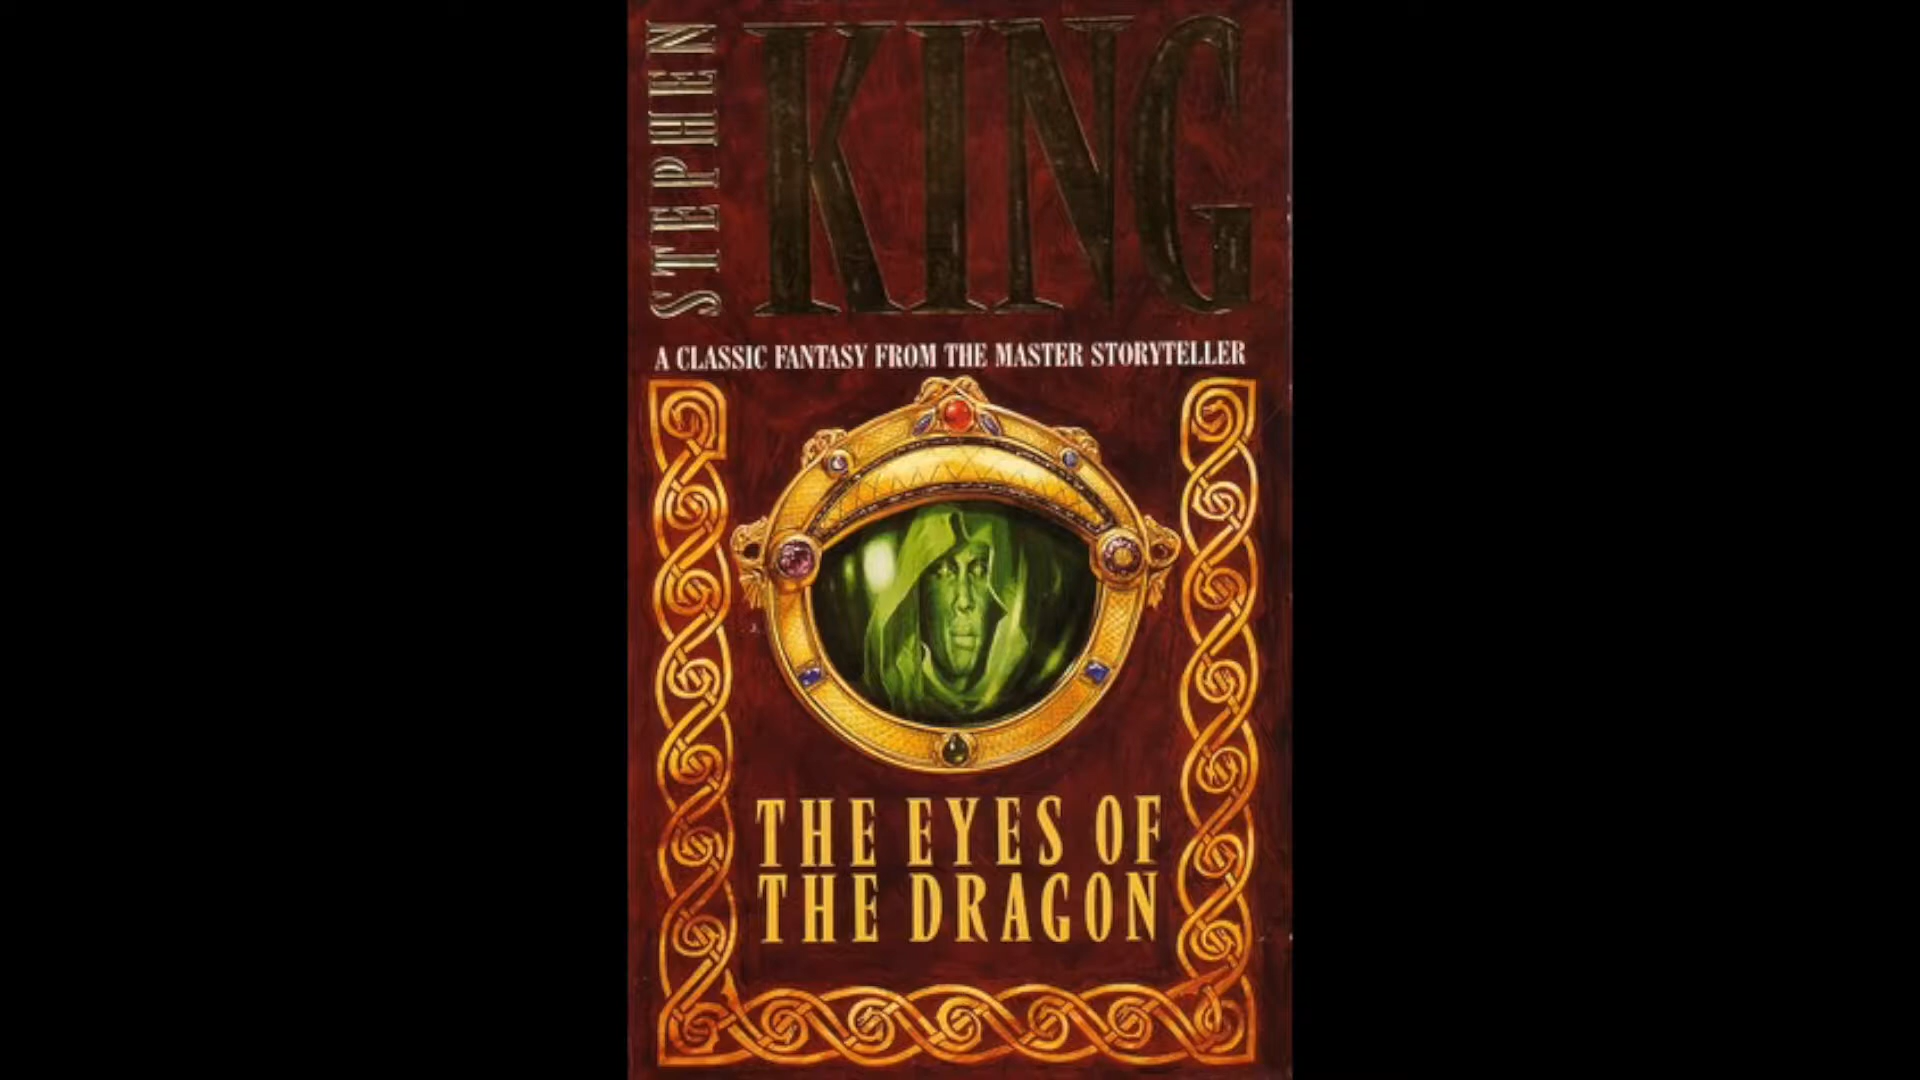 STEPHEN
KING
A CLASSIC FANTASY FROM THE MASTER STORYTELLER
THE EYES OF
THE DRAGON